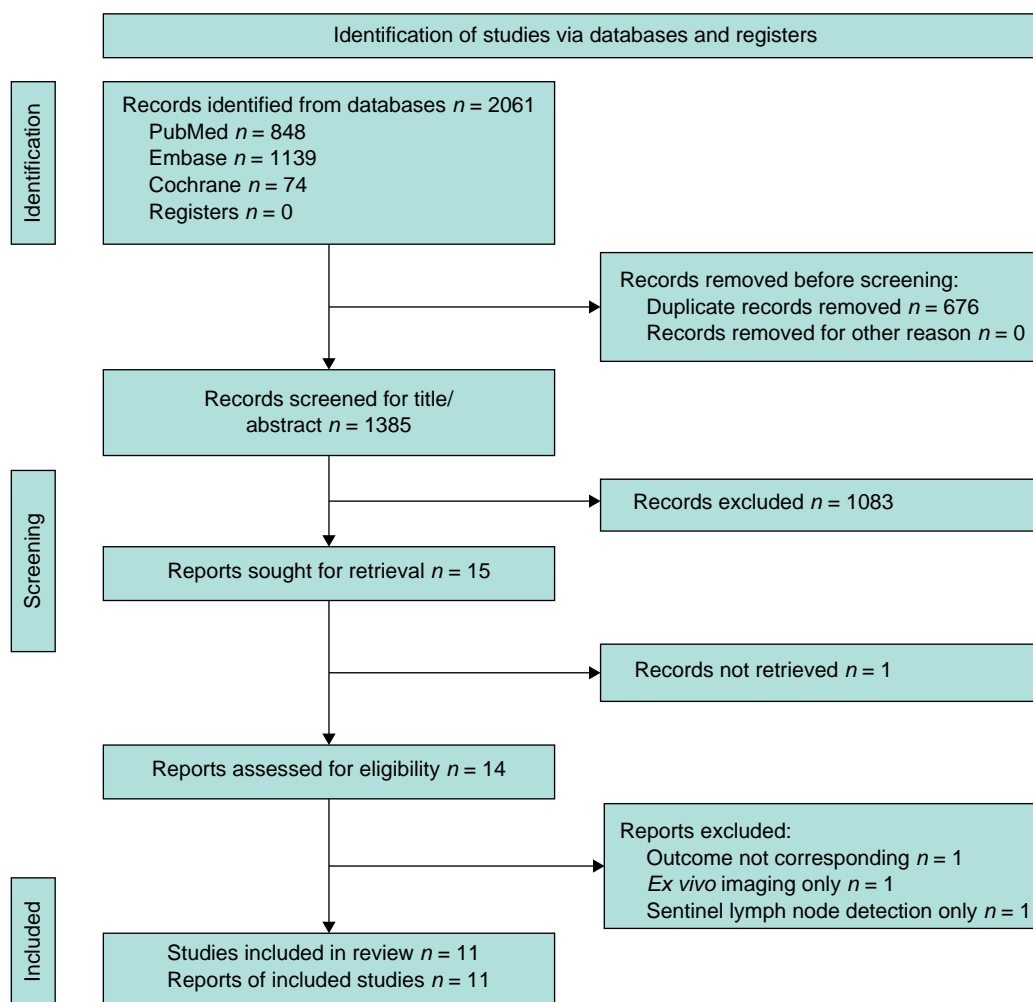 Identification of studies via databases and registers
Identification
Records identified from databases n = 2061
PubMed n = 848
Embase n = 1139
Cochrane n = 74
Registers n = 0
Records removed before screening:
Duplicate records removed n = 676
Records removed for other reason n = 0
Records screened for title/
abstract n = 1385
Screening
Records excluded n = 1083
Reports sought for retrieval n = 15
Records not retrieved n = 1
Reports assessed for eligibility n = 14
Reports excluded:
Outcome not corresponding n = 1
Ex vivo imaging only n = 1
Sentinel lymph node detection only n = 1
Included
Studies included in review n = 11
Reports of included studies n = 11